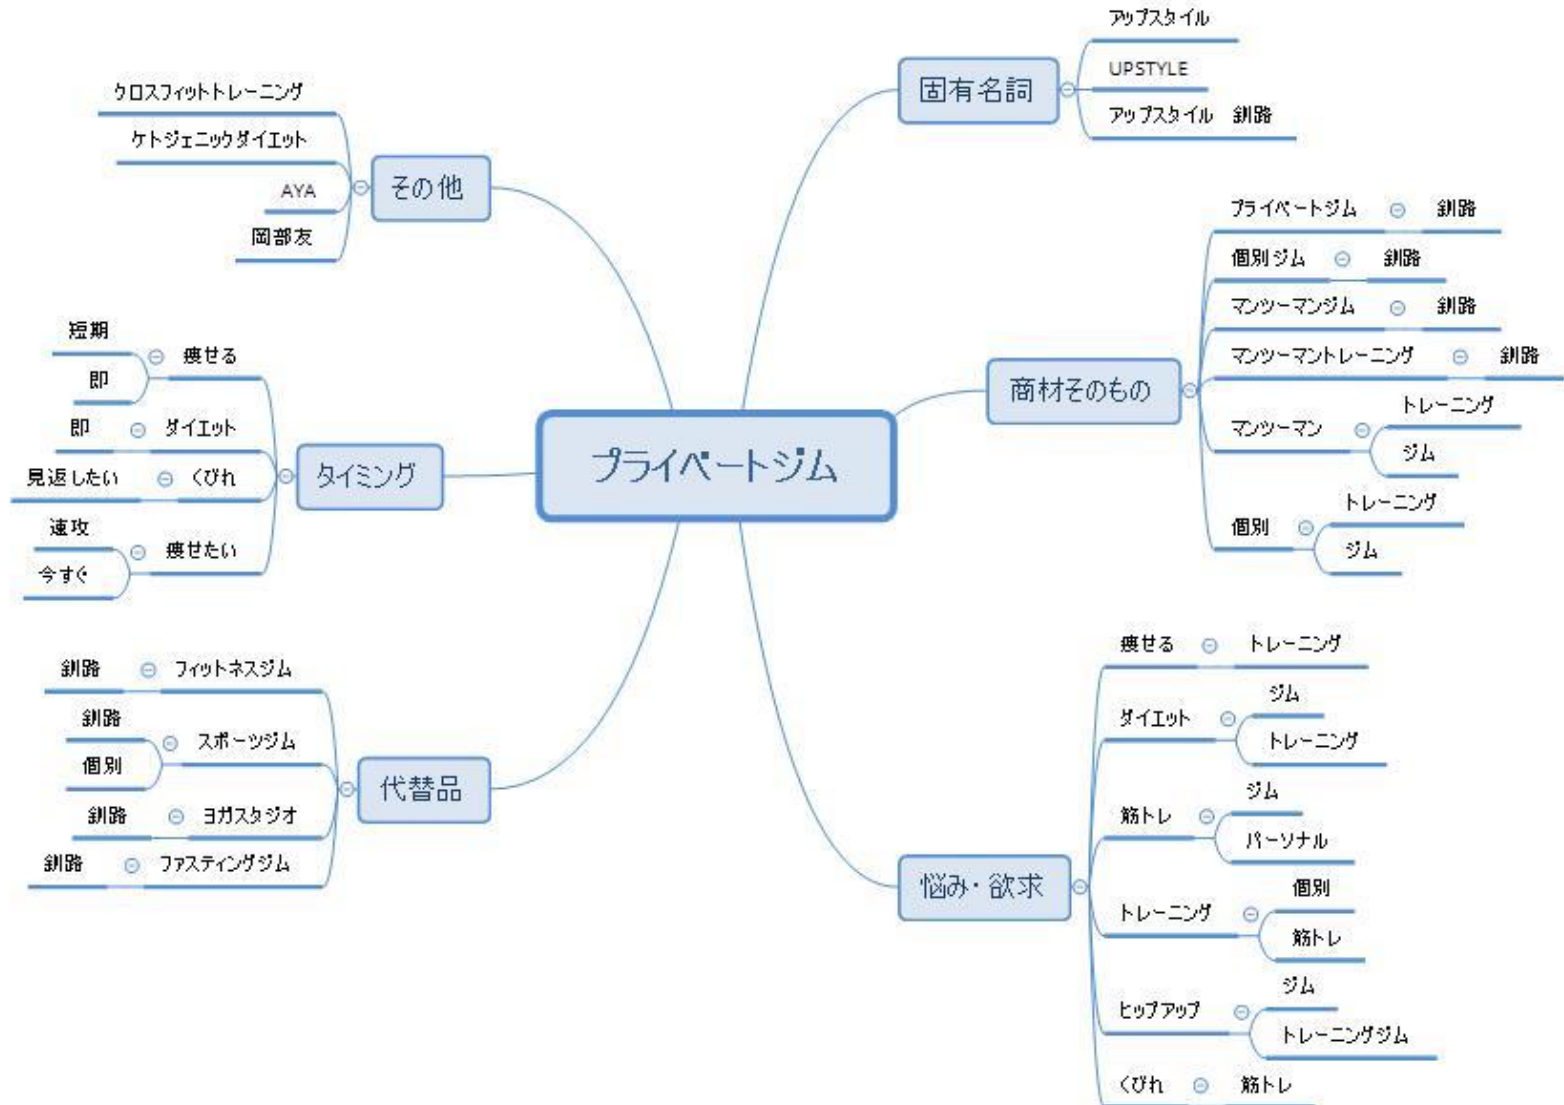 プライベートジム
固有名詞
アップスタイル
UPSTYLE
アップスタイル 釧路
商材そのもの
プライベートジム 釧路
個別ジム 釧路
マンツーマンジム 釧路
マンツーマントレーニング 釧路
マンツーマン
トレーニング
ジム
個別
トレーニング
ジム
悩み・欲求
痩せる トレーニング
ダイエット
ジム
トレーニング
筋トレ
ジム
パーソナル
トレーニング
個別
筋トレ
ヒップアップ
ジム
トレーニングジム
くびれ 筋トレ
その他
クロスフィットトレーニング
ケトジェニックダイエット
AYA
岡部友
タイミング
痩せる
短期
即
即 ダイエット
見返したい くびれ
痩せたい
速攻
今すぐ
代替品
釧路 フィットネスジム
スポーツジム
釧路
個別
釧路 ヨガスタジオ
釧路 ファスティングジム